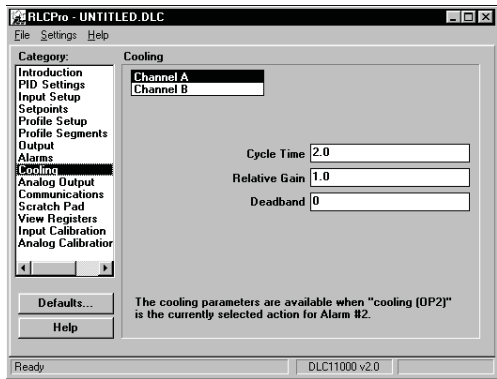 RLCPro - UNTITLED.DLC
File Settings Help
Category:
Introduction
PID Settings
Input Setup
Setpoints
Profile Setup
Profile Segments
Output
Alarms
Cooling
Analog Output
Communications
Scratch Pad
View Registers
Input Calibration
Analog Calibration
Defaults...
Help
Cooling
Channel A
Channel B
Cycle Time 2.0
Relative Gain 1.0
Deadband 0
The cooling parameters are available when "cooling (OP2)"
is the currently selected action for Alarm #2.
Ready DLC11000 v2.0